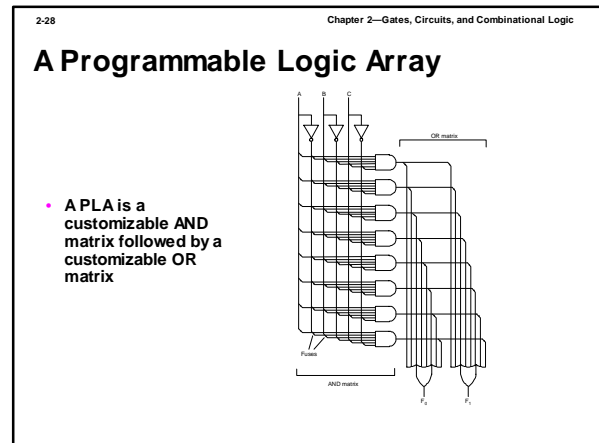 2-28
Chapter 2—Gates, Circuits, and Combinational Logic
A Programmable Logic Array
A B C
OR matrix
• A PLA is a
customizable AND
matrix followed by a
customizable OR
matrix
Fuses
AND matrix
F0 F1